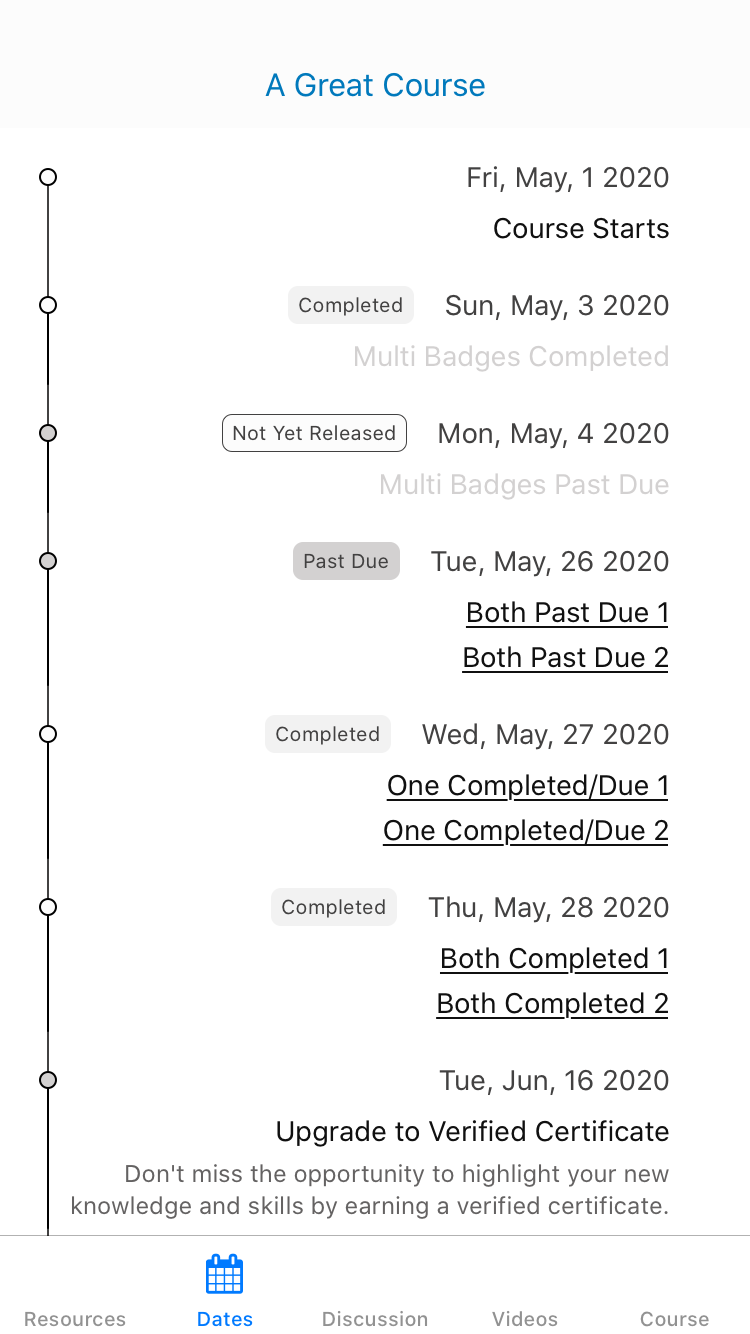 A Great Course
Fri, May, 1 2020
Course Starts
Completed Sun, May, 3 2020
Multi Badges Completed
Not Yet Released Mon, May, 4 2020
Multi Badges Past Due
Past Due Tue, May, 26 2020
Both Past Due 1
Both Past Due 2
Completed Wed, May, 27 2020
One Completed/Due 1
One Completed/Due 2
Completed Thu, May, 28 2020
Both Completed 1
Both Completed 2
Tue, Jun, 16 2020
Upgrade to Verified Certificate
Don't miss the opportunity to highlight your new
knowledge and skills by earning a verified certificate.
Resources Dates Discussion Videos Course